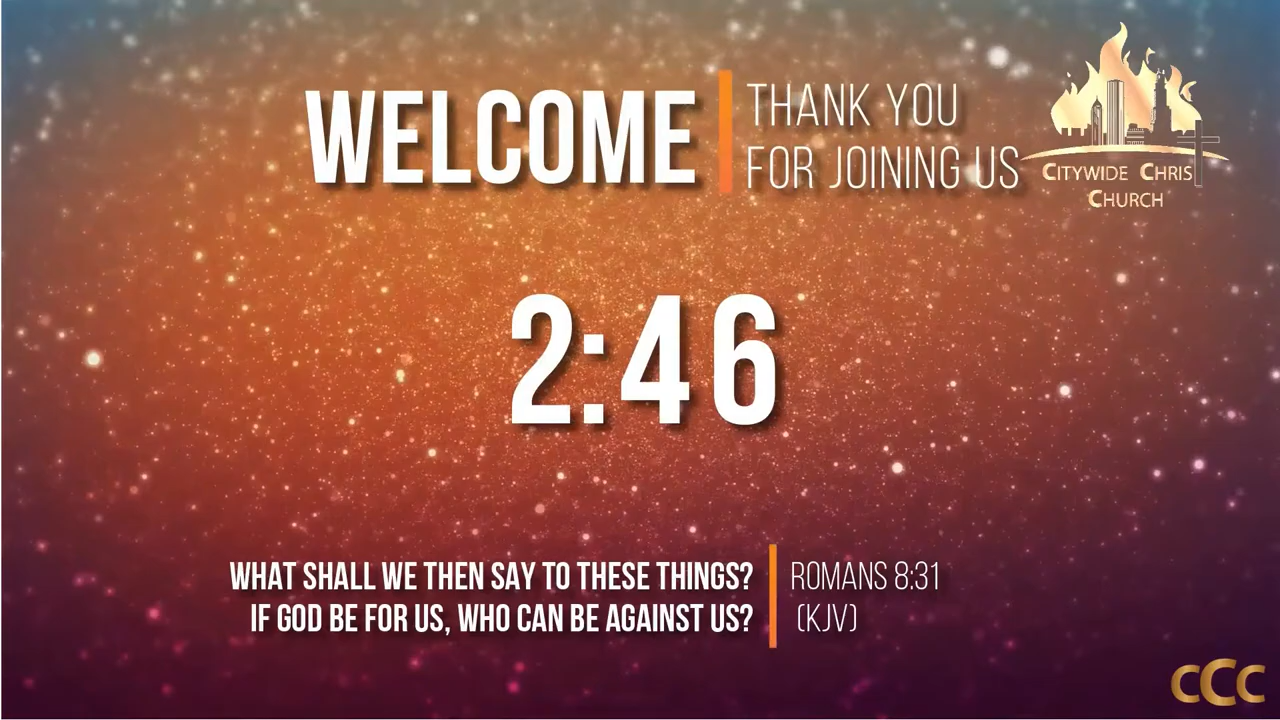 WELCOME
THANK YOU
FOR JOINING US
CITYWIDE CHRIST
CHURCH
2:46
WHAT SHALL WE THEN SAY TO THESE THINGS?
IF GOD BE FOR US, WHO CAN BE AGAINST US?
ROMANS 8:31
(KJV)
CCC